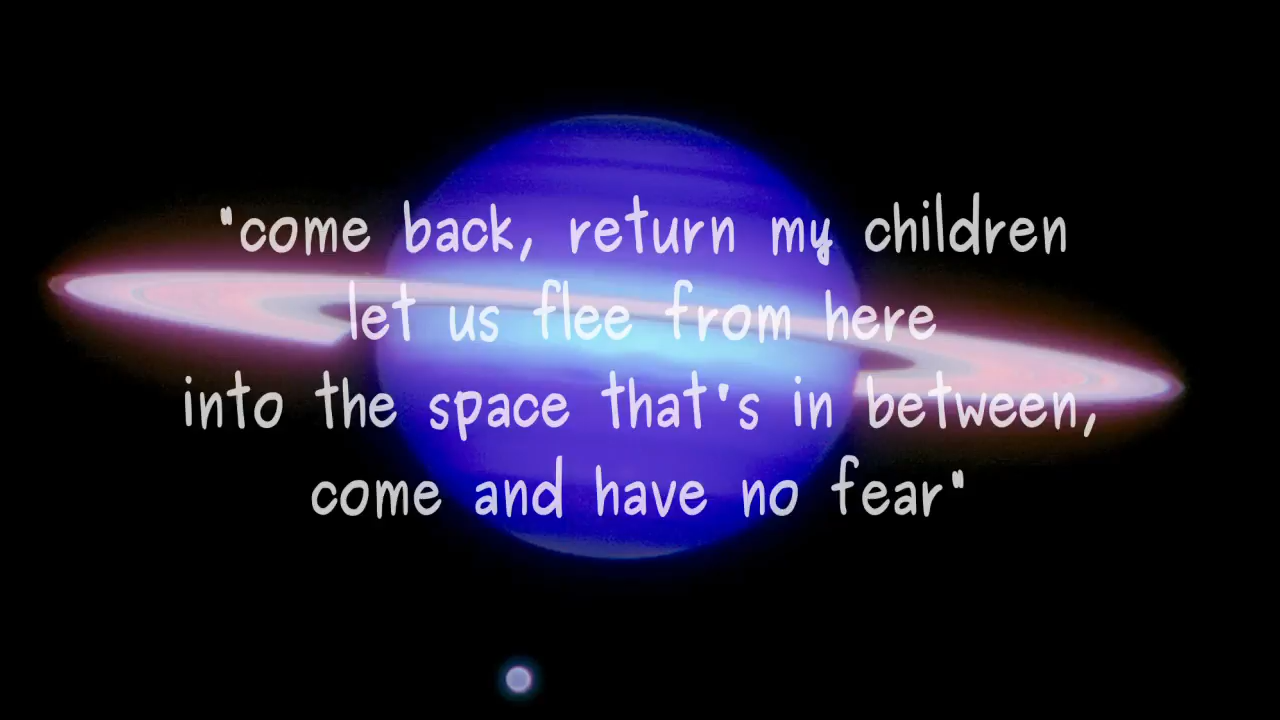 "come back, return my children
let us flee from here
into the space that's in between,
come and have no fear"